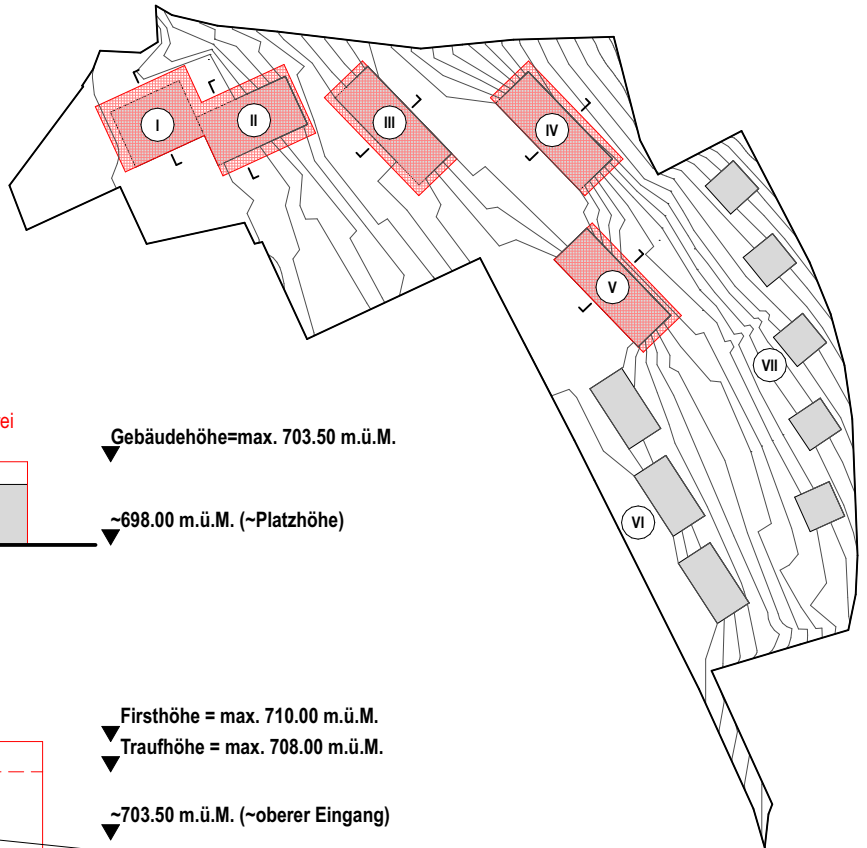 I
II
III
IV
V
VII
VI
rei
Gebäudehöhe=max. 703.50 m.ü.M.
~698.00 m.ü.M. (~Platzhöhe)
Firsthöhe = max. 710.00 m.ü.M.
Traufhöhe = max. 708.00 m.ü.M.
~703.50 m.ü.M. (~oberer Eingang)